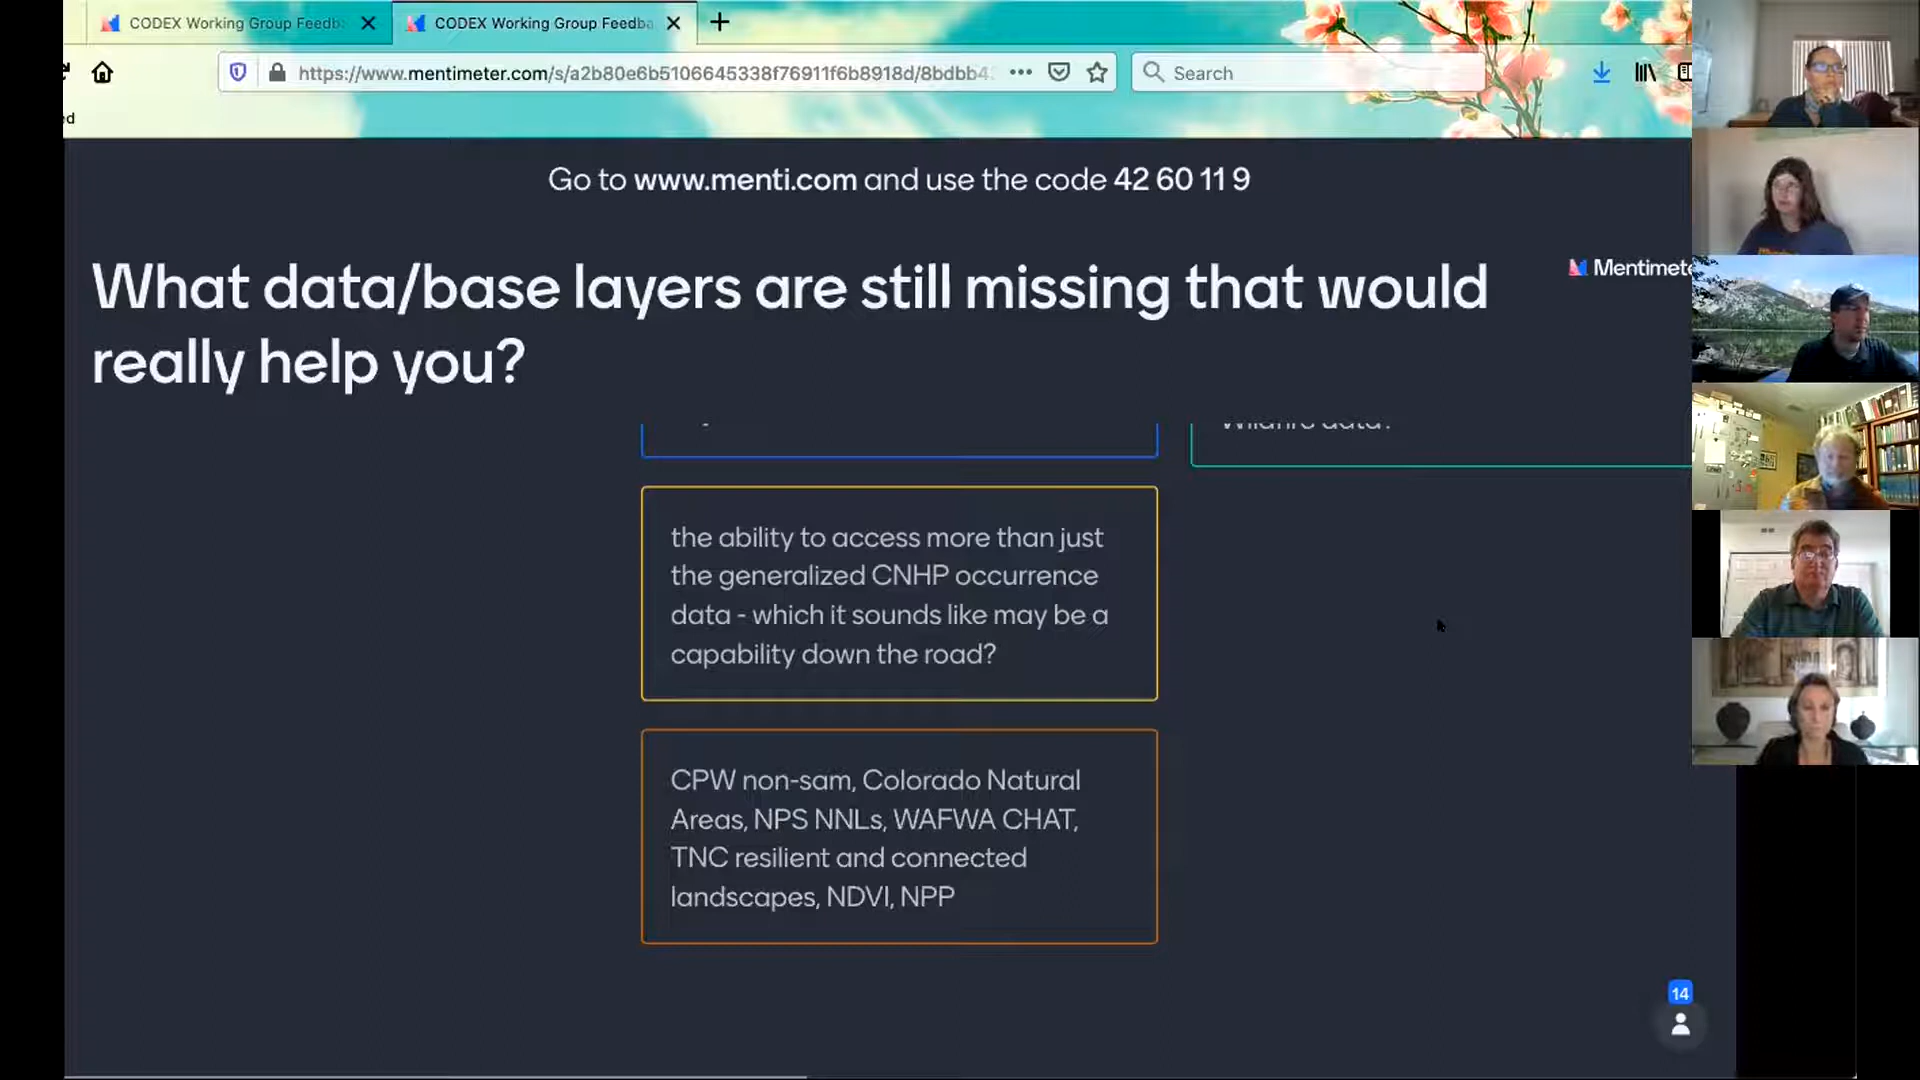 CODEX Working Group Feedb
CODEX Working Group Feedba
https://www.mentimeter.com/s/a2b80e6b5106645338f76911f6b8918d/8bdbb4
Search
ed
Go to www.menti.com and use the code 42 60 11 9
What data/base layers are still missing that would
really help you?
Mentimete
Wildfire data?
the ability to access more than just
the generalized CNHP occurrence
data - which it sounds like may be a
capability down the road?
CPW non-sam, Colorado Natural
Areas, NPS NNLs, WAFWA CHAT,
TNC resilient and connected
landscapes, NDVI, NPP
14